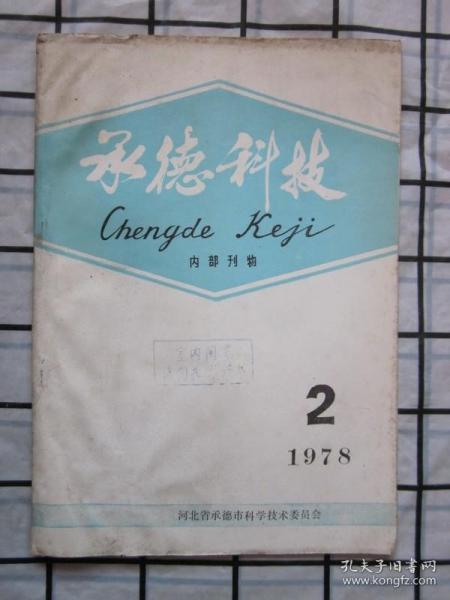 承德科技
Chengde Keji
内部刊物
2
1978
河北省承德市科学技术委员会
孔夫子旧书网
www.kongfz.com